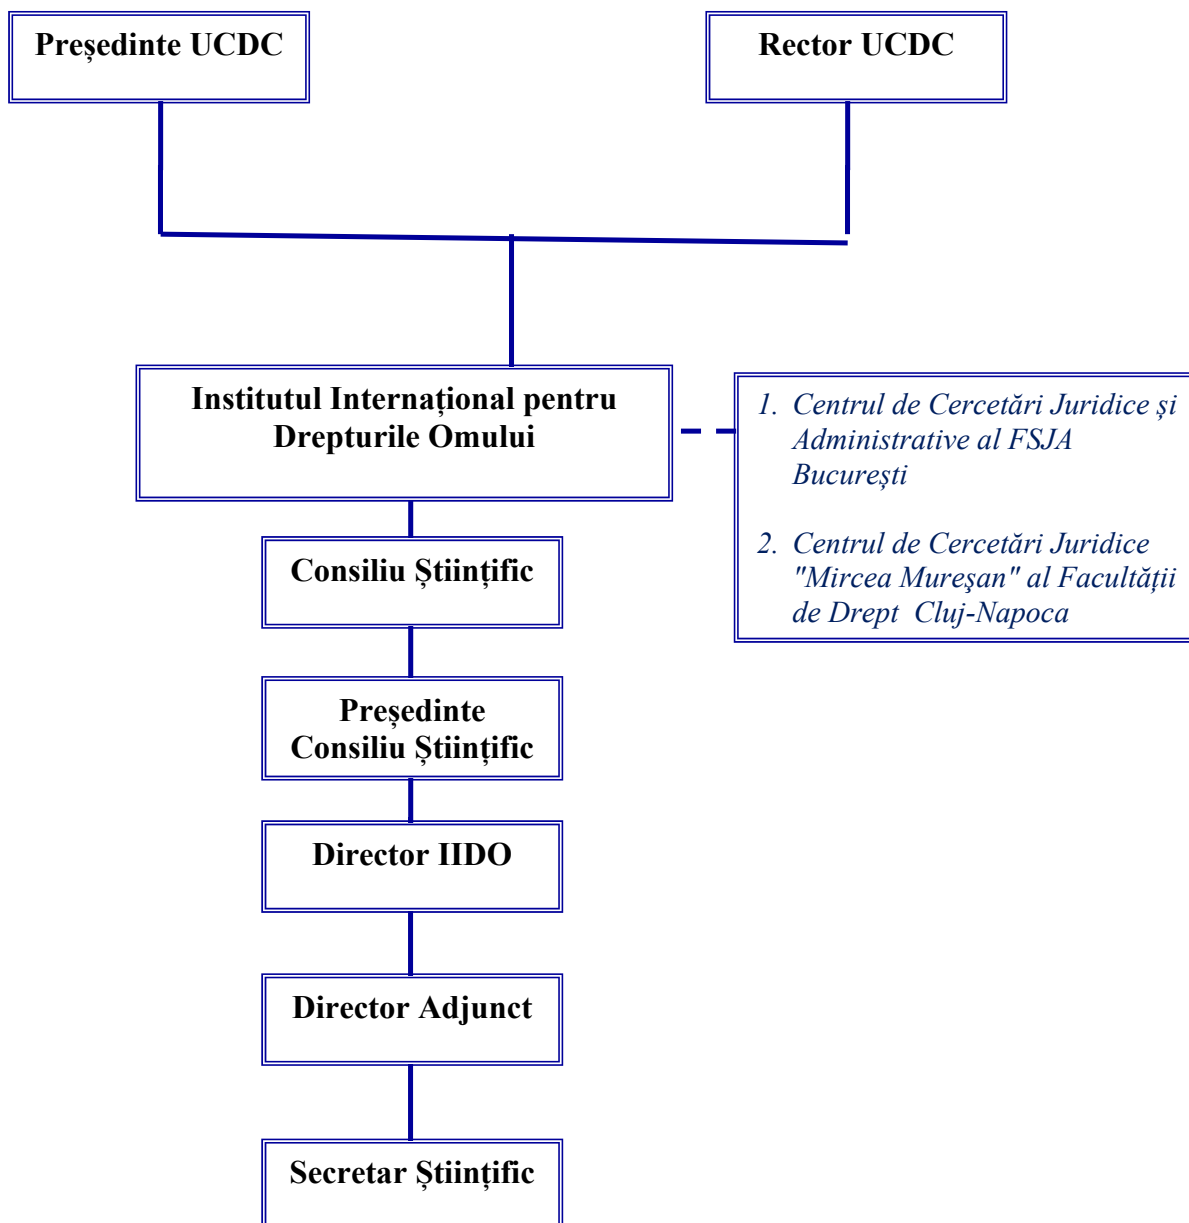 Președinte UCDC
Rector UCDC
Institutul Internațional pentru
Drepturile Omului
1. Centrul de Cercetări Juridice și
Administrative al FSJA
București
2. Centrul de Cercetări Juridice
"Mircea Mureşan" al Facultății
de Drept Cluj-Napoca
Consiliu Științific
Președinte
Consiliu Științific
Director IIDO
Director Adjunct
Secretar Științific